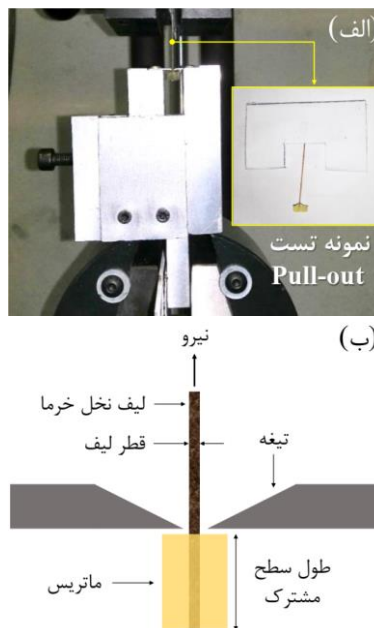 (الف)
نمونه تست
Pull-out
(ب)
نیرو
لیف نخل خرما
قطر لیف
تیغه
ماتریس
طول سطح
مشترک